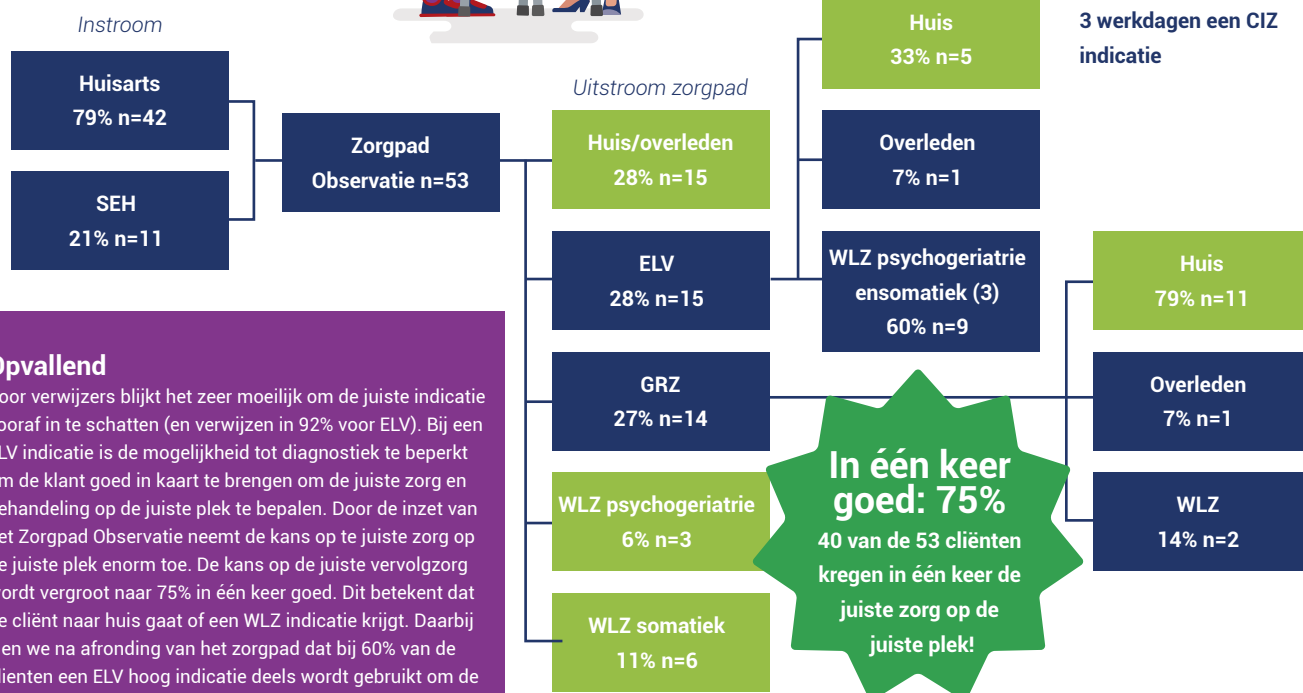 Instroom
Huisarts
79% n=42
SEH
21% n=11
Zorgpad
Observatie n=53
Uitstroom zorgpad
Huis/overleden
28% n=15
ELV
28% n=15
GRZ
27% n=14
WLZ psychogeriatrie
6% n=3
WLZ somatiek
11% n=6
Huis
33% n=5
Overleden
7% n=1
WLZ psychogeriatrie
ensomatiek (3)
60% n=9
3 werkdagen een CIZ
indicatie
Huis
79% n=11
Overleden
7% n=1
WLZ
14% n=2
In één keer
goed: 75%
40 van de 53 cliënten
kregen in één keer de
juiste zorg op de
juiste plek!
Opvallend
oor verwijzers blijkt het zeer moeilijk om de juiste indicatie
ooraf in te schatten (en verwijzen in 92% voor ELV). Bij een
LV indicatie is de mogelijkheid tot diagnostiek te beperkt
m de klant goed in kaart te brengen om de juiste zorg en
ehandeling op de juiste plek te bepalen. Door de inzet van
et Zorgpad Observatie neemt de kans op te juiste zorg op
e juiste plek enorm toe. De kans op de juiste vervolgzorg
ordt vergroot naar 75% in één keer goed. Dit betekent dat
e cliënt naar huis gaat of een WLZ indicatie krijgt. Daarbij
en we na afronding van het zorgpad dat bij 60% van de
lienten een ELV hoog indicatie deels wordt gebruikt om de